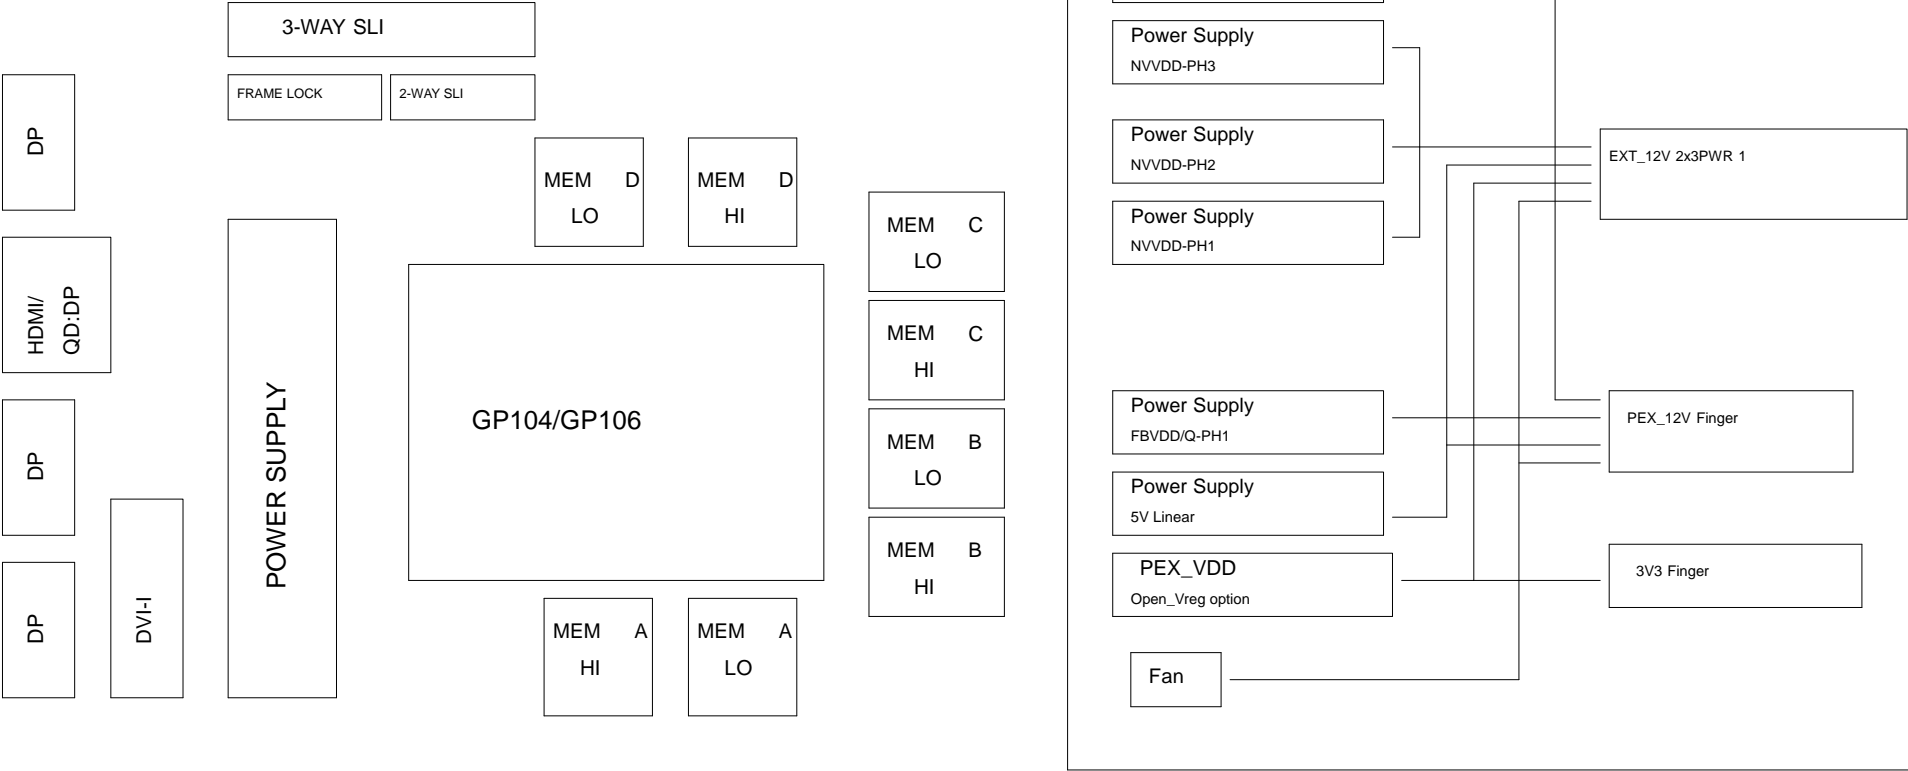 3-WAY SLI
FRAME LOCK
2-WAY SLI
DP
HDMI/
QD:DP
DP
DP
DVI-I
POWER SUPPLY
MEM D
LO
MEM D
HI
GP104/GP106
MEM C
LO
MEM C
HI
MEM B
LO
MEM B
HI
MEM A
HI
MEM A
LO
Power Supply
NVVDD-PH3
Power Supply
NVVDD-PH2
Power Supply
NVVDD-PH1
Power Supply
FBVDD/Q-PH1
Power Supply
5V Linear
PEX_VDD
Open_Vreg option
Fan
EXT_12V 2x3PWR 1
PEX_12V Finger
3V3 Finger